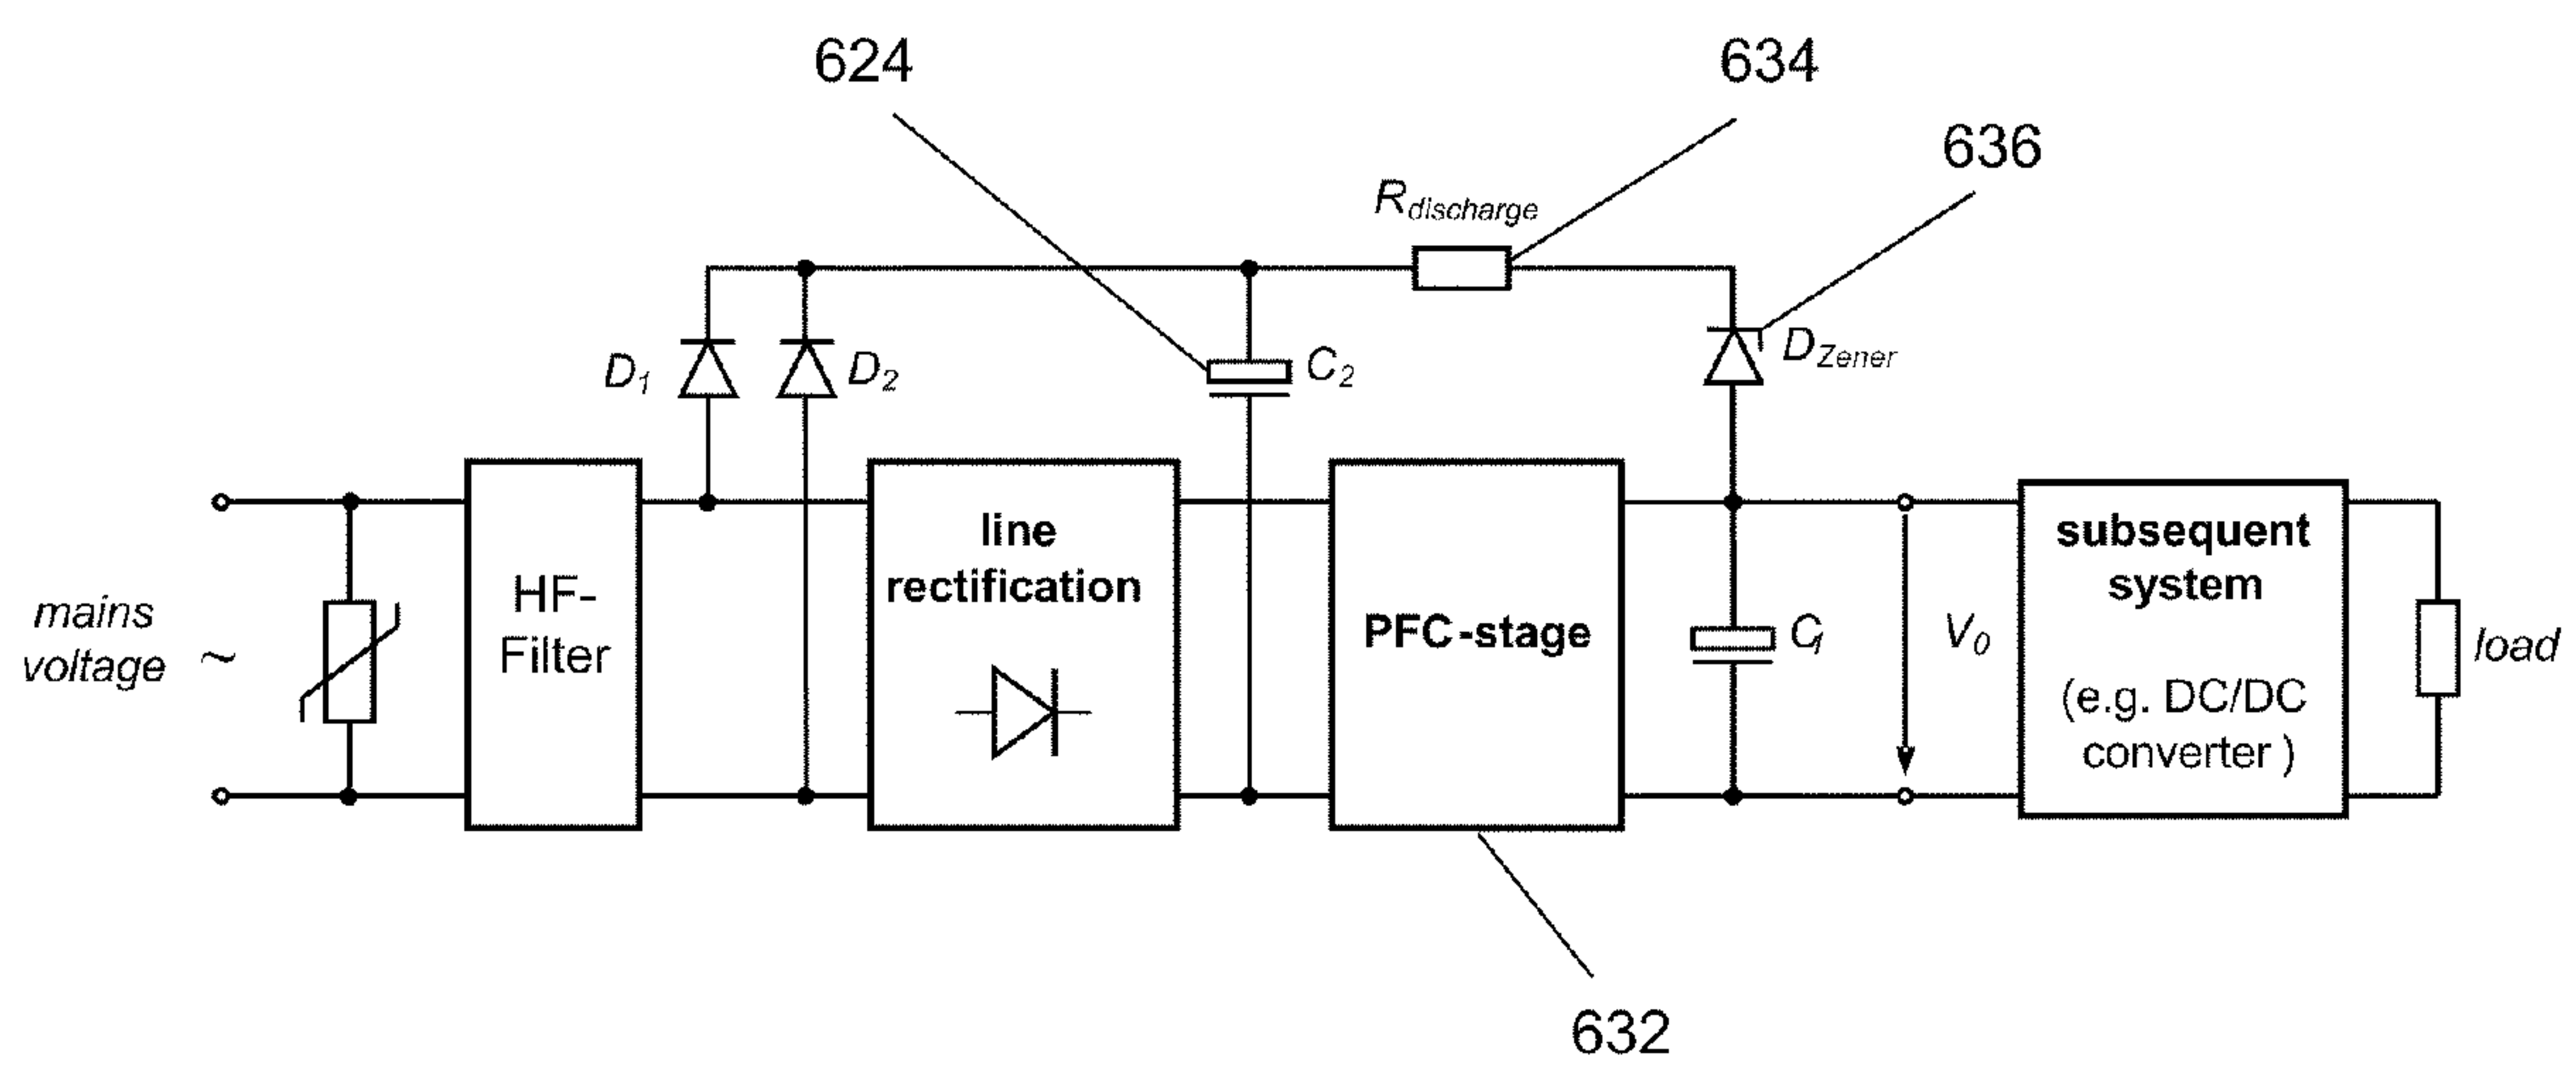 624
634
636
Rdischarge
D1
D2
C2
DZener
mains
voltage ~
HF-
Filter
line
rectification
PFC-stage
C1
V0
subsequent
system
(e.g. DC/DC
converter )
load
632